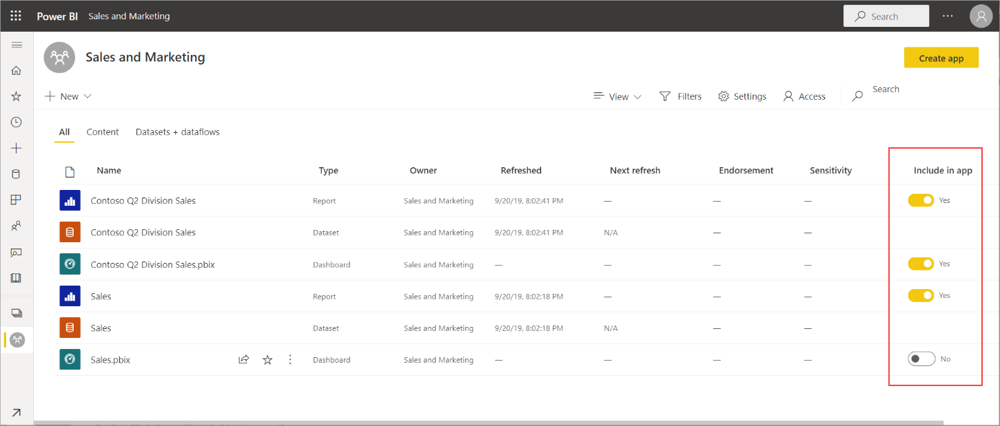 Power BI Sales and Marketing Search ...
Sales and Marketing Create app
New View Filters Settings Access Search
All Content Datasets + dataflows
Name Type Owner Refreshed Next refresh Endorsement Sensitivity Include in app
Contoso Q2 Division Sales Report Sales and Marketing 9/20/19, 8:02:41 PM — — — Yes
Contoso Q2 Division Sales Dataset Sales and Marketing 9/20/19, 8:02:41 PM N/A — —
Contoso Q2 Division Sales.pbix Dashboard Sales and Marketing — — — — Yes
Sales Report Sales and Marketing 9/20/19, 8:02:18 PM — — — Yes
Sales Dataset Sales and Marketing 9/20/19, 8:02:18 PM N/A — —
Sales.pbix Dashboard Sales and Marketing — — — — No